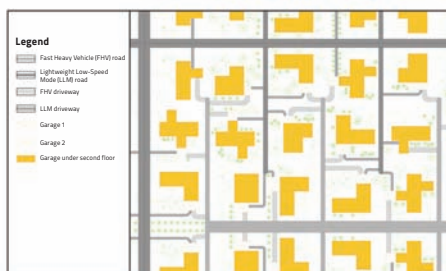 Legend
Fast Heavy Vehicle (FHV) road
Lightweight Low-Speed
Mode (LLM) road
FHV driveway
LLM driveway
Garage 1
Garage 2
Garage under second floor